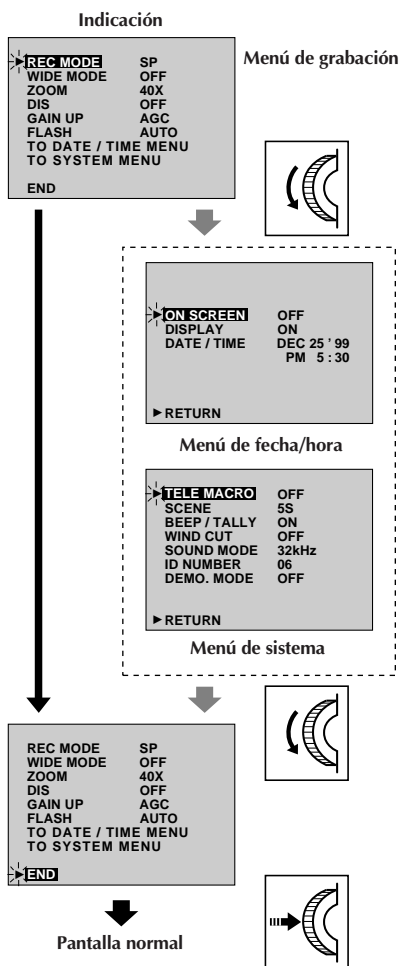 Indicación
Menú de grabación
►REC MODE SP
WIDE MODE OFF
ZOOM 40X
DIS OFF
GAIN UP AGC
FLASH AUTO
TO DATE / TIME MENU
TO SYSTEM MENU
END
►ON SCREEN OFF
DISPLAY ON
DATE / TIME DEC 25 ' 99
PM 5 : 30
►RETURN
Menú de fecha/hora
►TELE MACRO OFF
SCENE 5S
BEEP / TALLY ON
WIND CUT OFF
SOUND MODE 32kHz
ID NUMBER 06
DEMO. MODE OFF
►RETURN
Menú de sistema
REC MODE SP
WIDE MODE OFF
ZOOM 40X
DIS OFF
GAIN UP AGC
FLASH AUTO
TO DATE / TIME MENU
TO SYSTEM MENU
►END
Pantalla normal